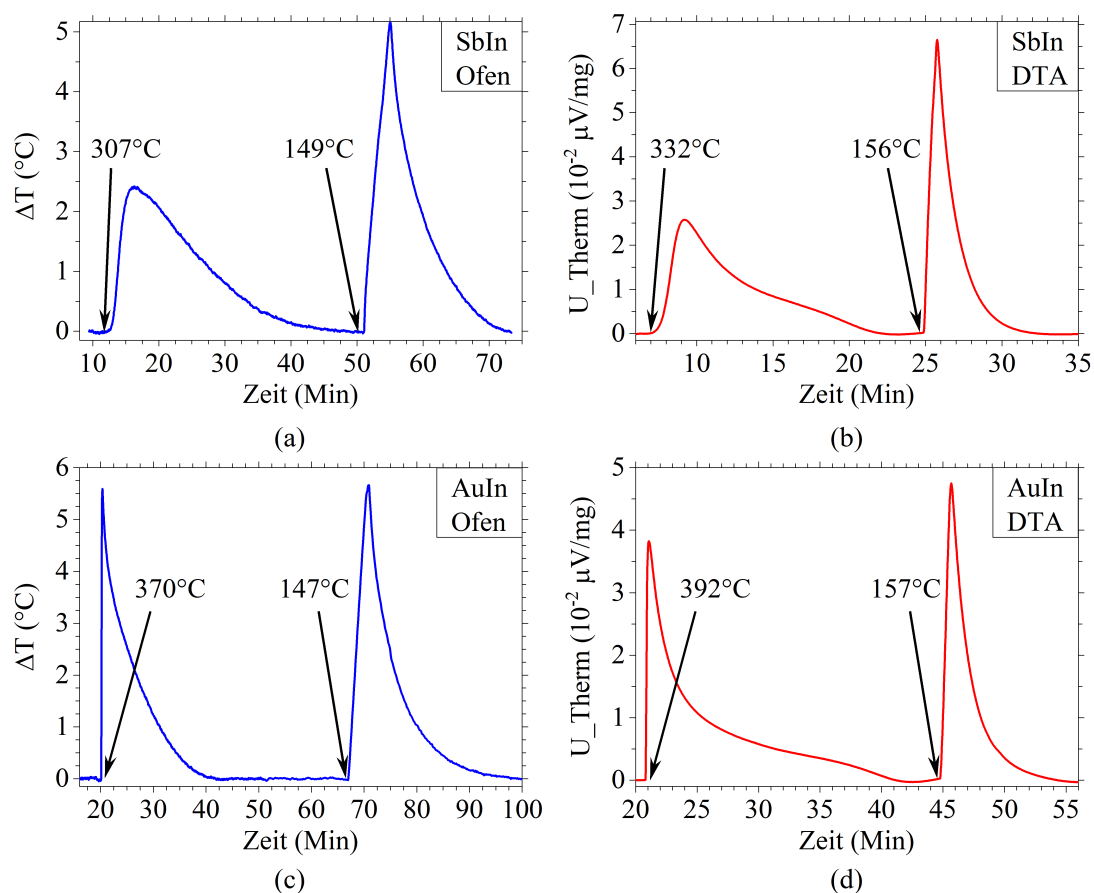 SbIn
Ofen
307°C
149°C
ΔT (°C)
5
4
3
2
1
0
10 20 30 40 50 60 70
Zeit (Min)
(a)
SbIn
DTA
332°C
156°C
U_Therm (10⁻² µV/mg)
7
6
5
4
3
2
1
0
10 15 20 25 30 35
Zeit (Min)
(b)
AuIn
Ofen
370°C
147°C
ΔT (°C)
6
5
4
3
2
1
0
20 30 40 50 60 70 80 90 100
Zeit (Min)
(c)
AuIn
DTA
392°C
157°C
U_Therm (10⁻² µV/mg)
5
4
3
2
1
0
20 25 30 35 40 45 50 55
Zeit (Min)
(d)